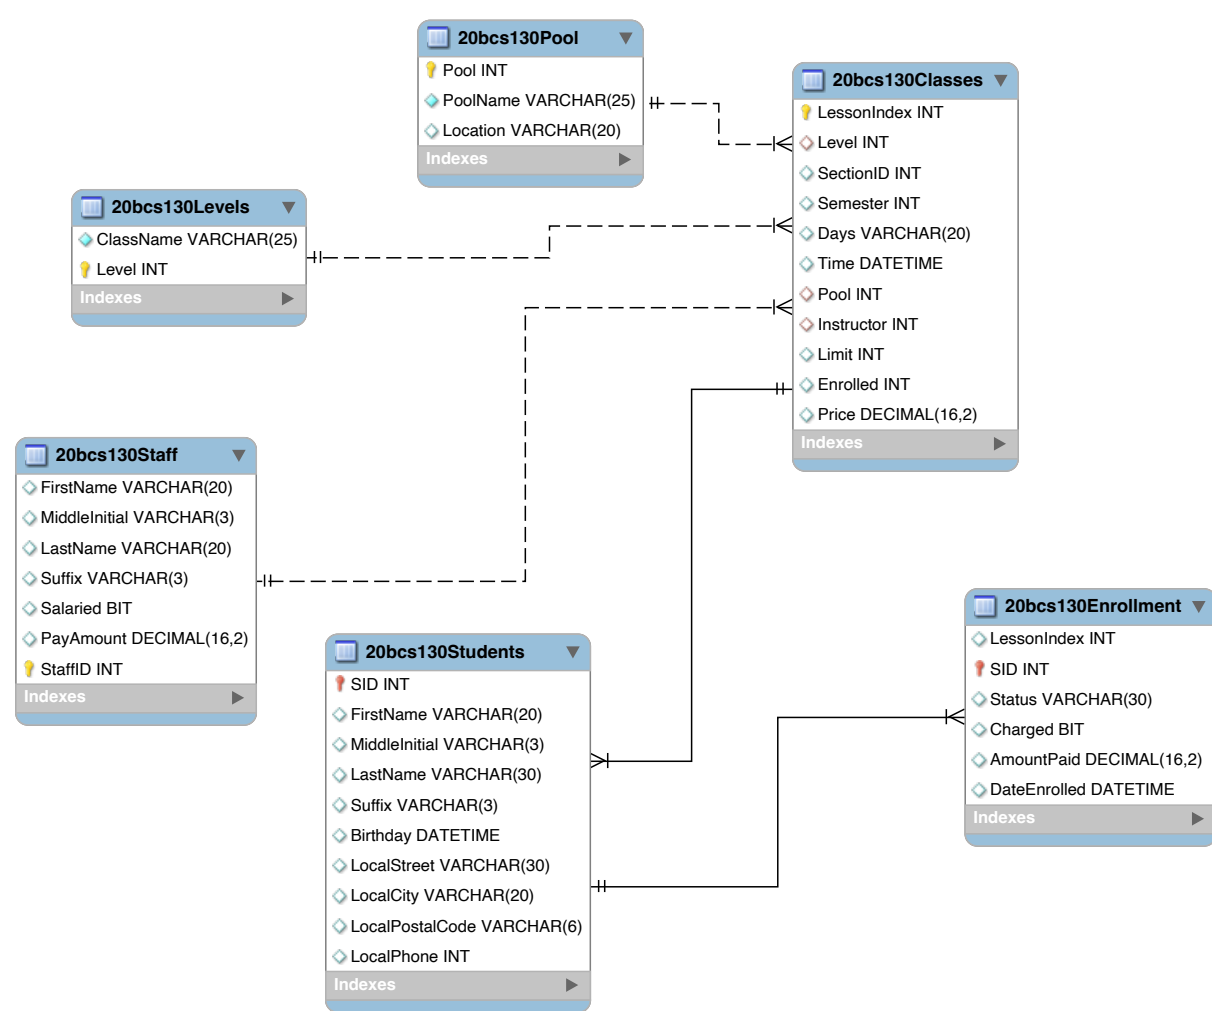 20bcs130Pool
Pool INT
PoolName VARCHAR(25)
Location VARCHAR(20)
Indexes
20bcs130Classes
LessonIndex INT
Level INT
SectionID INT
Semester INT
Days VARCHAR(20)
Time DATETIME
Pool INT
Instructor INT
Limit INT
Enrolled INT
Price DECIMAL(16,2)
Indexes
20bcs130Levels
ClassName VARCHAR(25)
Level INT
Indexes
20bcs130Staff
FirstName VARCHAR(20)
MiddleInitial VARCHAR(3)
LastName VARCHAR(20)
Suffix VARCHAR(3)
Salaried BIT
PayAmount DECIMAL(16,2)
StaffID INT
Indexes
20bcs130Students
SID INT
FirstName VARCHAR(20)
MiddleInitial VARCHAR(3)
LastName VARCHAR(30)
Suffix VARCHAR(3)
Birthday DATETIME
LocalStreet VARCHAR(30)
LocalCity VARCHAR(20)
LocalPostalCode VARCHAR(6)
LocalPhone INT
Indexes
20bcs130Enrollment
LessonIndex INT
SID INT
Status VARCHAR(30)
Charged BIT
AmountPaid DECIMAL(16,2)
DateEnrolled DATETIME
Indexes